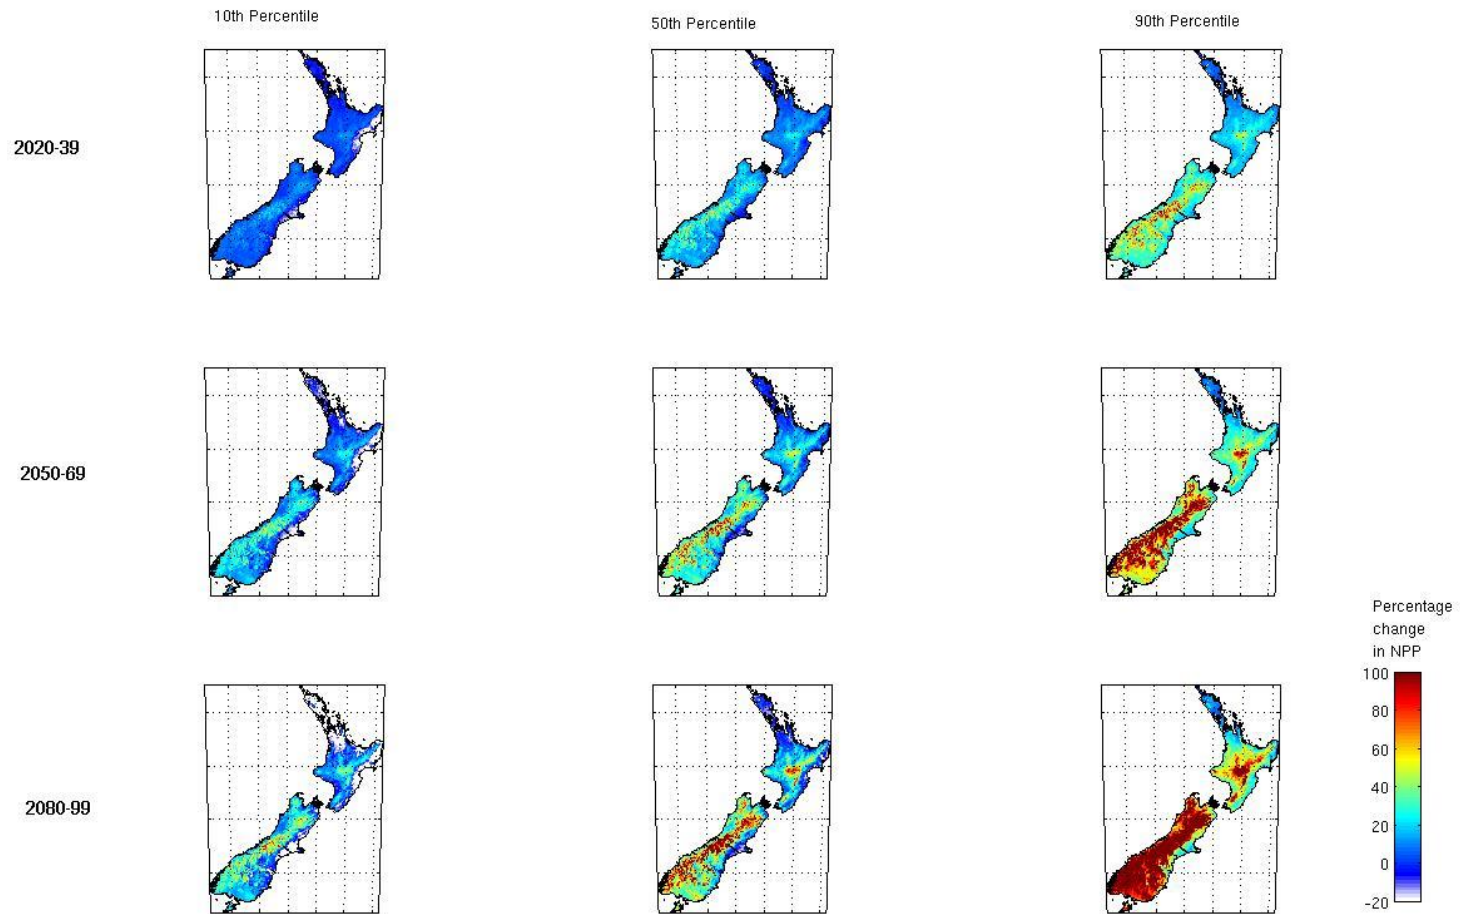 10th Percentile
50th Percentile
90th Percentile
2020-39
2050-69
2080-99
Percentage
change
in NPP
100
80
60
40
20
0
-20